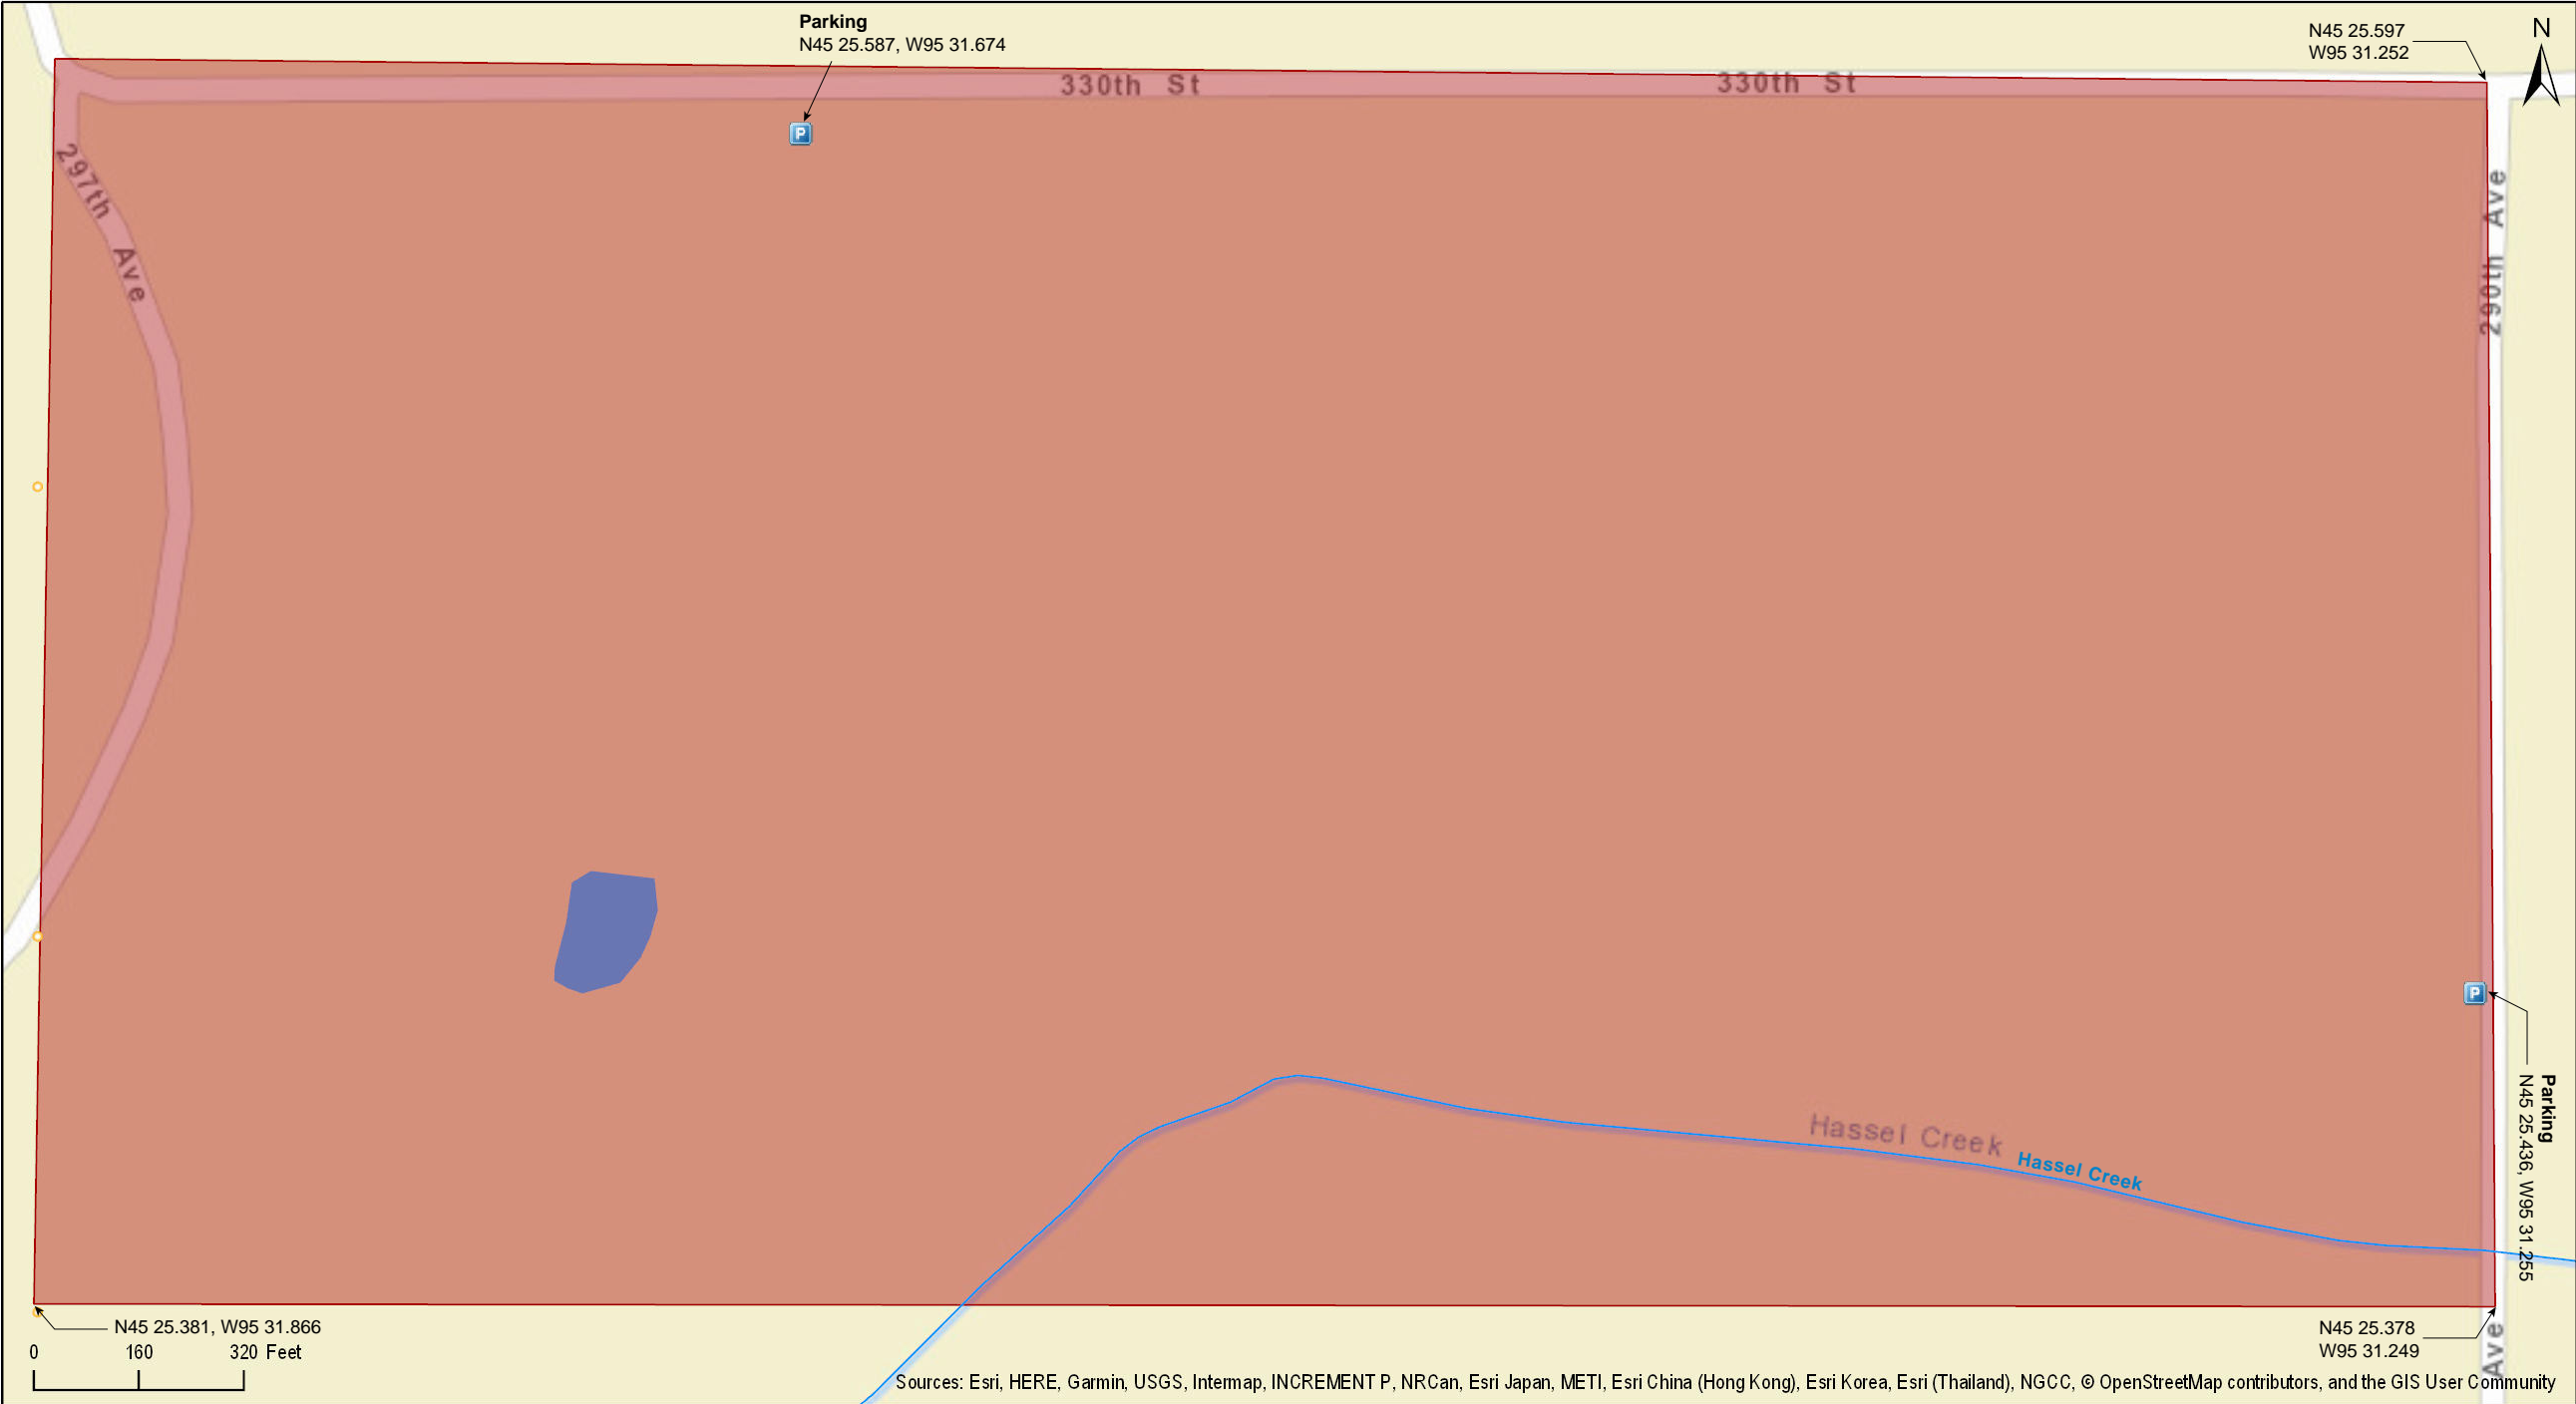 Parking
N45 25.587, W95 31.674
N45 25.597
W95 31.252
N
330th St
330th St
297th Ave
290th Ave
P
P
Parking
N45 25.436, W95 31.255
Hassel Creek
Hassel Creek
N45 25.381, W95 31.866
N45 25.378
W95 31.249
Ave
0 160 320 Feet
Sources: Esri, HERE, Garmin, USGS, Intermap, INCREMENT P, NRCan, Esri Japan, METI, Esri China (Hong Kong), Esri Korea, Esri (Thailand), NGCC, © OpenStreetMap contributors, and the GIS User Community